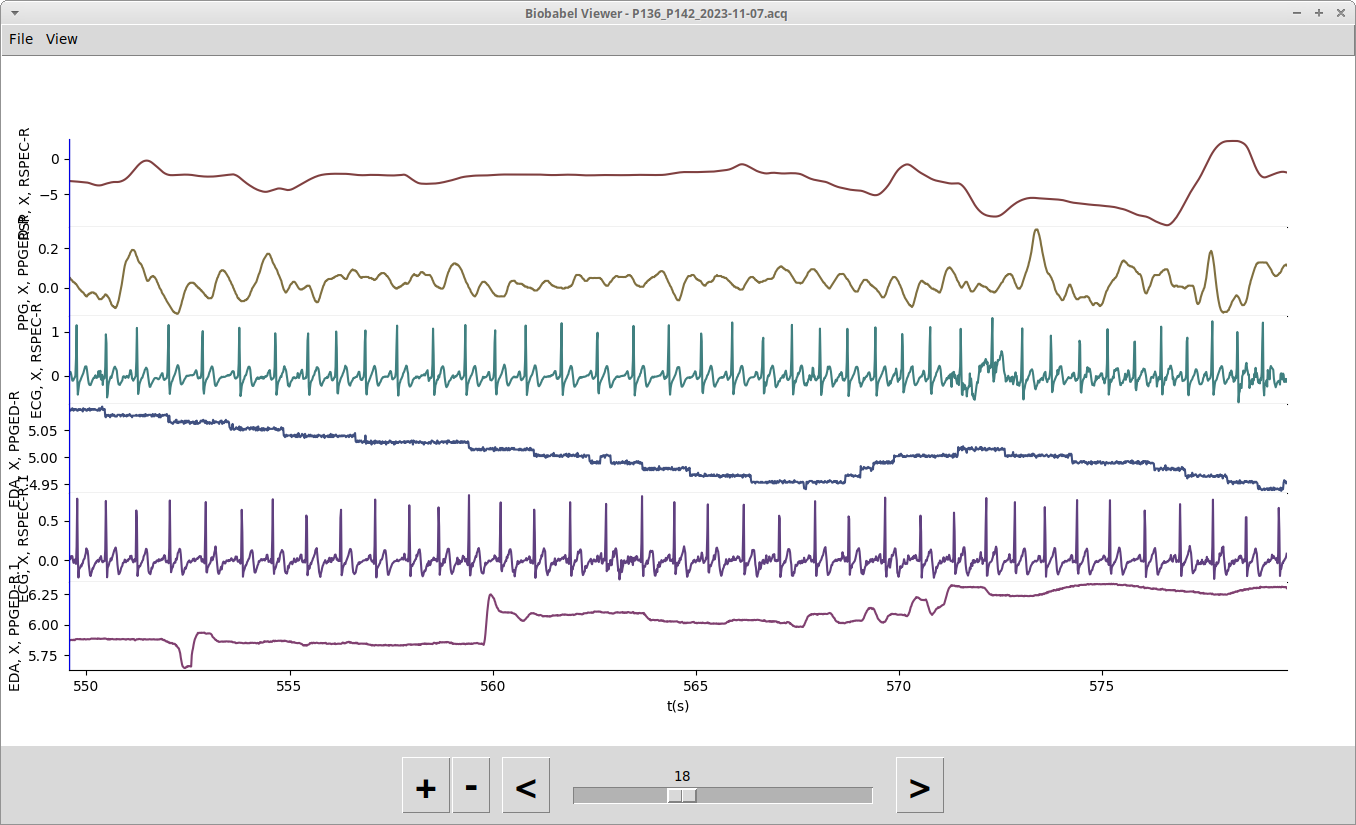 Biobabel Viewer - P136_P142_2023-11-07.acq
File View
RSP, X, RSPEC-R
0
−5
PPG, X, PPGED-R
0.2
0.0
ECG, X, RSPEC-R
1
0
EDA, X, PPGED-R
5.05
5.00
4.95
ECG, X, RSPEC-R.1
0.5
0.0
EDA, X, PPGED-R.1
6.25
6.00
5.75
550 555 560 565 570 575
t(s)
+ - < 18 >